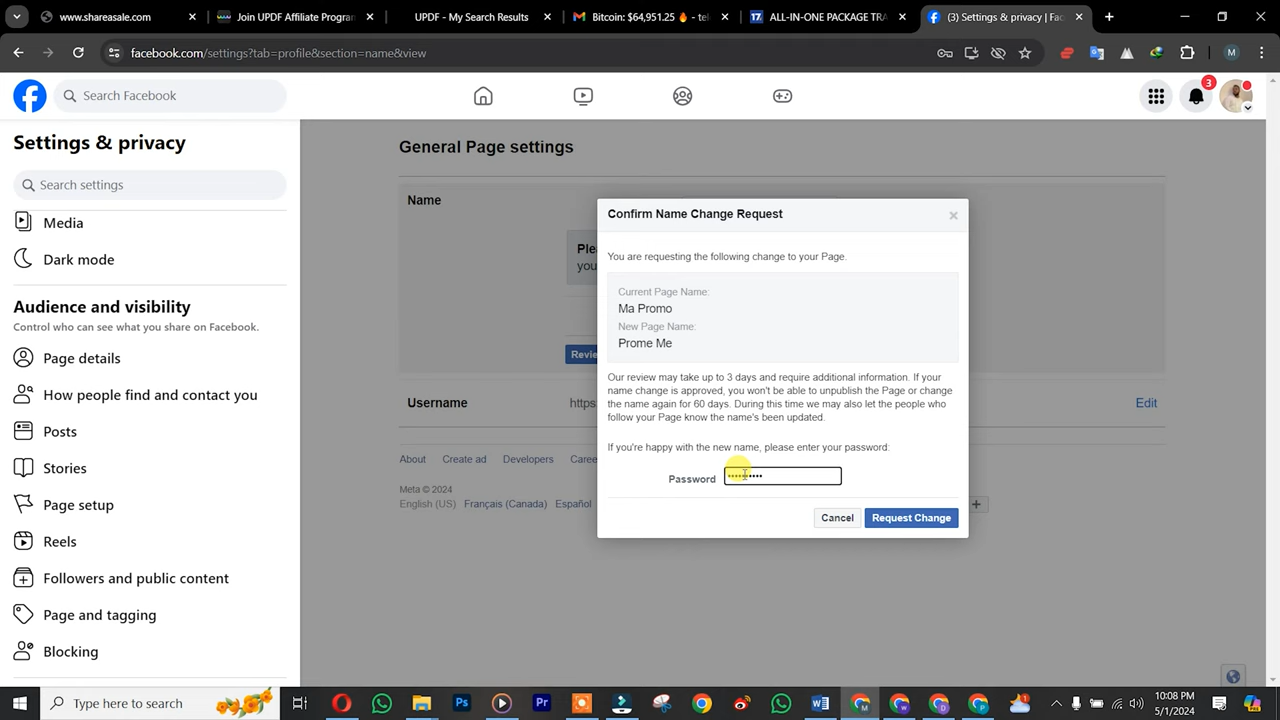 www.shareasale.com
Join UPDF Affiliate Program
UPDF - My Search Results
Bitcoin: $64,951.25
ALL-IN-ONE PACKAGE TRA
(3) Settings & privacy | Fac
facebook.com/settings?tab=profile&section=name&view
M
Search Facebook
3
Settings & privacy
Search settings
Media
Dark mode
Audience and visibility
Control who can see what you share on Facebook.
Page details
How people find and contact you
Posts
Stories
Page setup
Reels
Followers and public content
Page and tagging
Blocking
General Page settings
Name
Plea
you
Revie
Username
https:
Edit
About
Create ad
Developers
Caree
Meta © 2024
English (US)
Français (Canada)
Español
Confirm Name Change Request
You are requesting the following change to your Page.
Current Page Name:
Ma Promo
New Page Name:
Prome Me
Our review may take up to 3 days and require additional information. If your
name change is approved, you won't be able to unpublish the Page or change
the name again for 60 days. During this time we may also let the people who
follow your Page know the name's been updated.
If you're happy with the new name, please enter your password:
Password
Cancel
Request Change
Type here to search
10:08 PM
5/1/2024